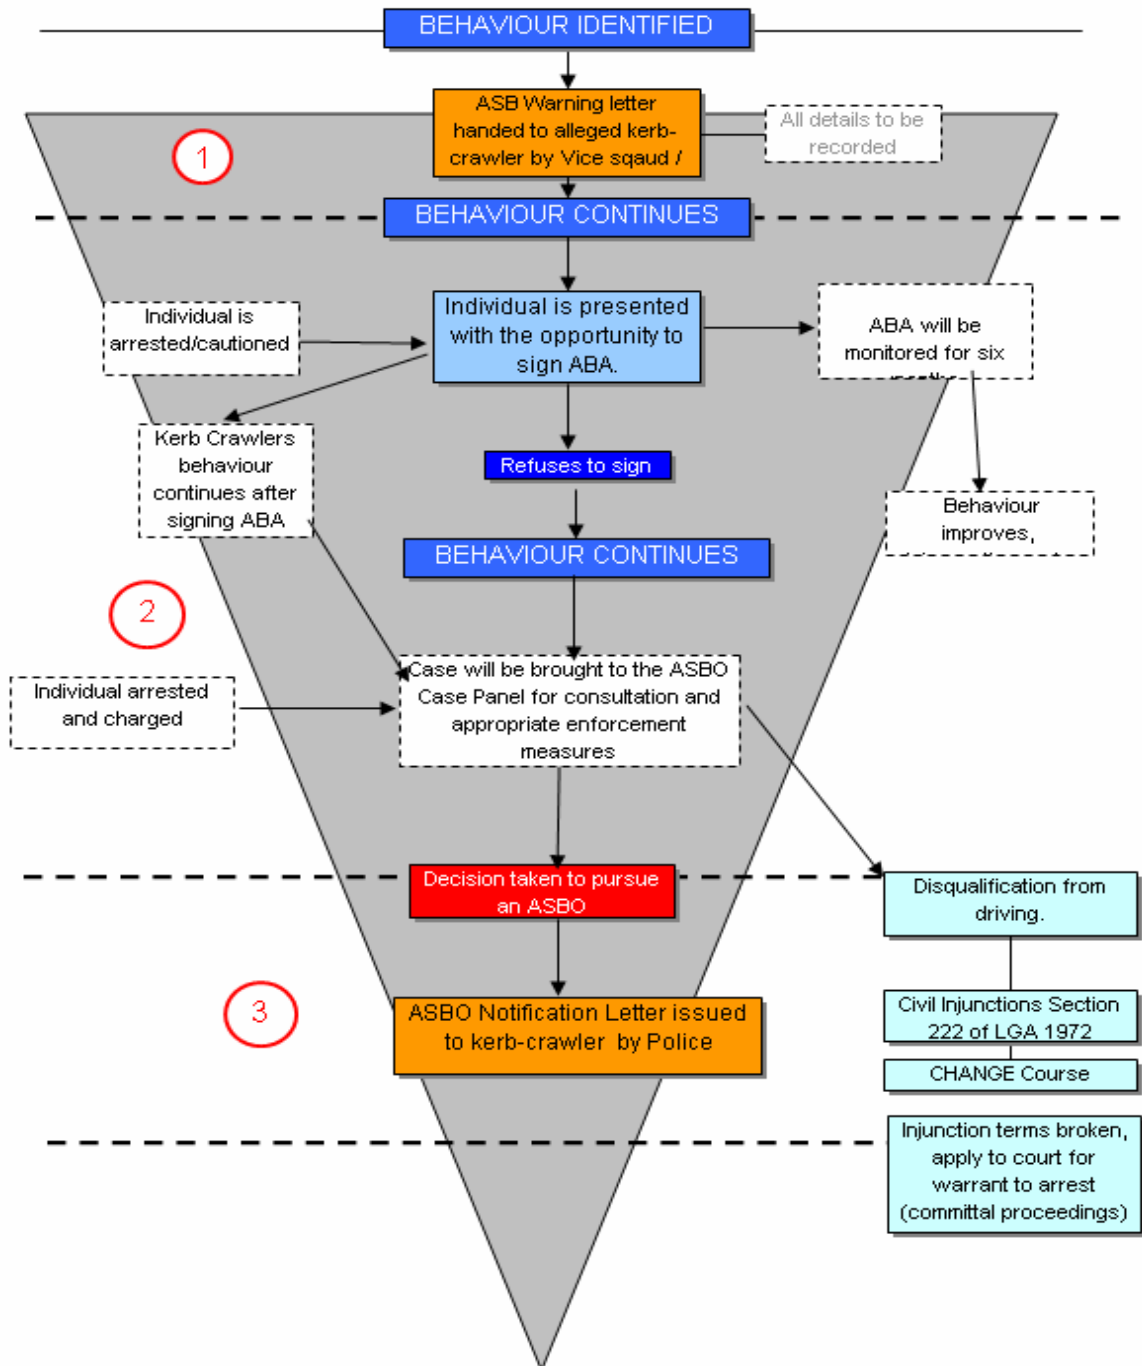 BEHAVIOUR IDENTIFIED
ASB Warning letter
handed to alleged kerb-
crawler by Vice sqaud /
All details to be
recorded
1
BEHAVIOUR CONTINUES
Individual is
arrested/cautioned
Individual is presented
with the opportunity to
sign ABA.
ABA will be
monitored for six
Kerb Crawlers
behaviour
continues after
signing ABA
Refuses to sign
Behaviour
improves,
BEHAVIOUR CONTINUES
2
Individual arrested
and charged
Case will be brought to the ASBO
Case Panel for consultation and
appropriate enforcement
measures
Decision taken to pursue
an ASBO
Disqualification from
driving.
3
ASBO Notification Letter issued
to kerb-crawler by Police
Civil Injunctions Section
222 of LGA 1972
CHANGE Course
Injunction terms broken,
apply to court for
warrant to arrest
(committal proceedings)